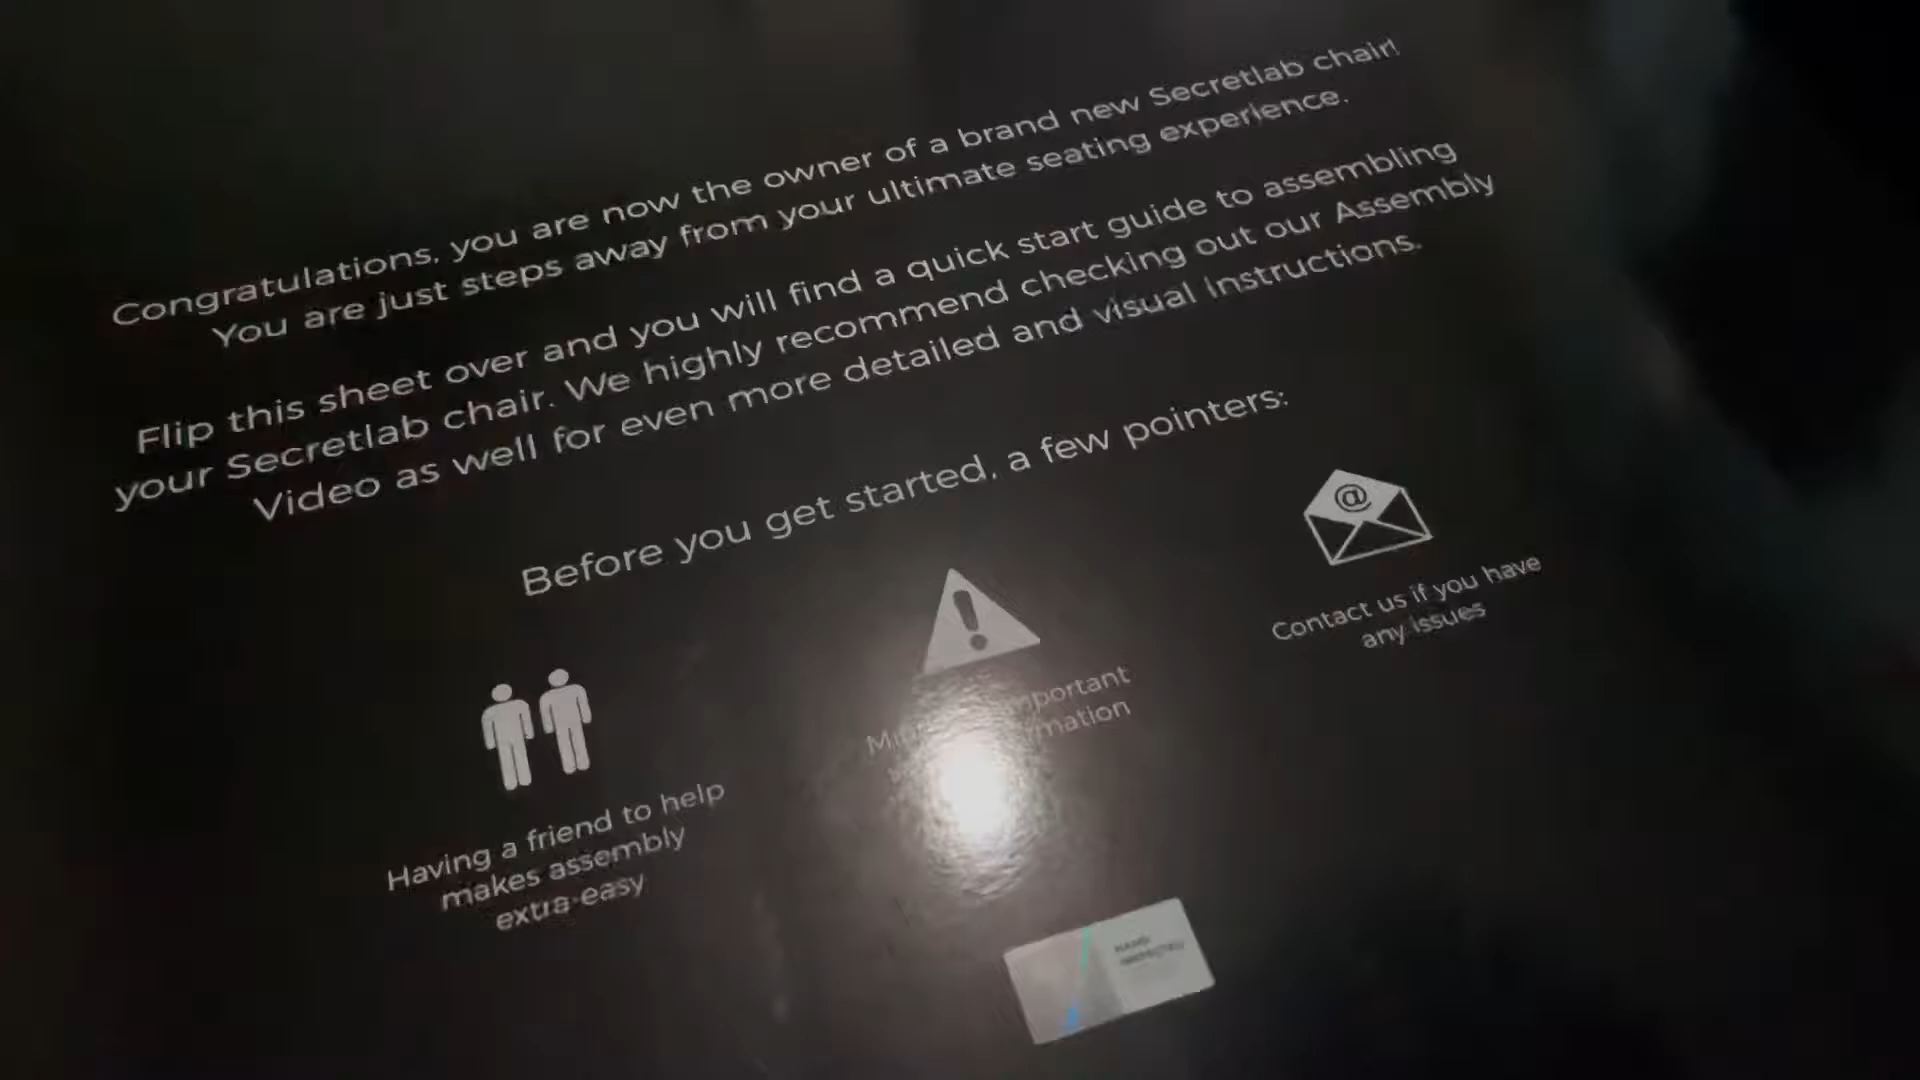 Congratulations, you are now the owner of a brand new Secretlab chair!
You are just steps away from your ultimate seating experience.
Flip this sheet over and you will find a quick start guide to assembling
your Secretlab chair. We highly recommend checking out our Assembly
Video as well for even more detailed and visual instructions.
Before you get started, a few pointers:
@
Contact us if you have
any issues
Having a friend to help
makes assembly
extra-easy